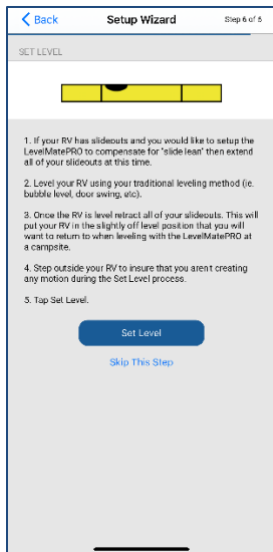 Back
Setup Wizard
Step 6 of 6
SET LEVEL
1. If your RV has slideouts and you would like to setup the
LevelMatePRO to compensate for "slide lean" then extend
all of your slideouts at this time.
2. Level your RV using your traditional leveling method (ie.
bubble level, door swing, etc).
3. Once the RV is level retract all of your slideouts. This will
put your RV in the slightly off level position that you will
want to return to when leveling with the LevelMatePRO at
a campsite.
4. Step outside your RV to insure that you arent creating
any motion during the Set Level process.
5. Tap Set Level.
Set Level
Skip This Step